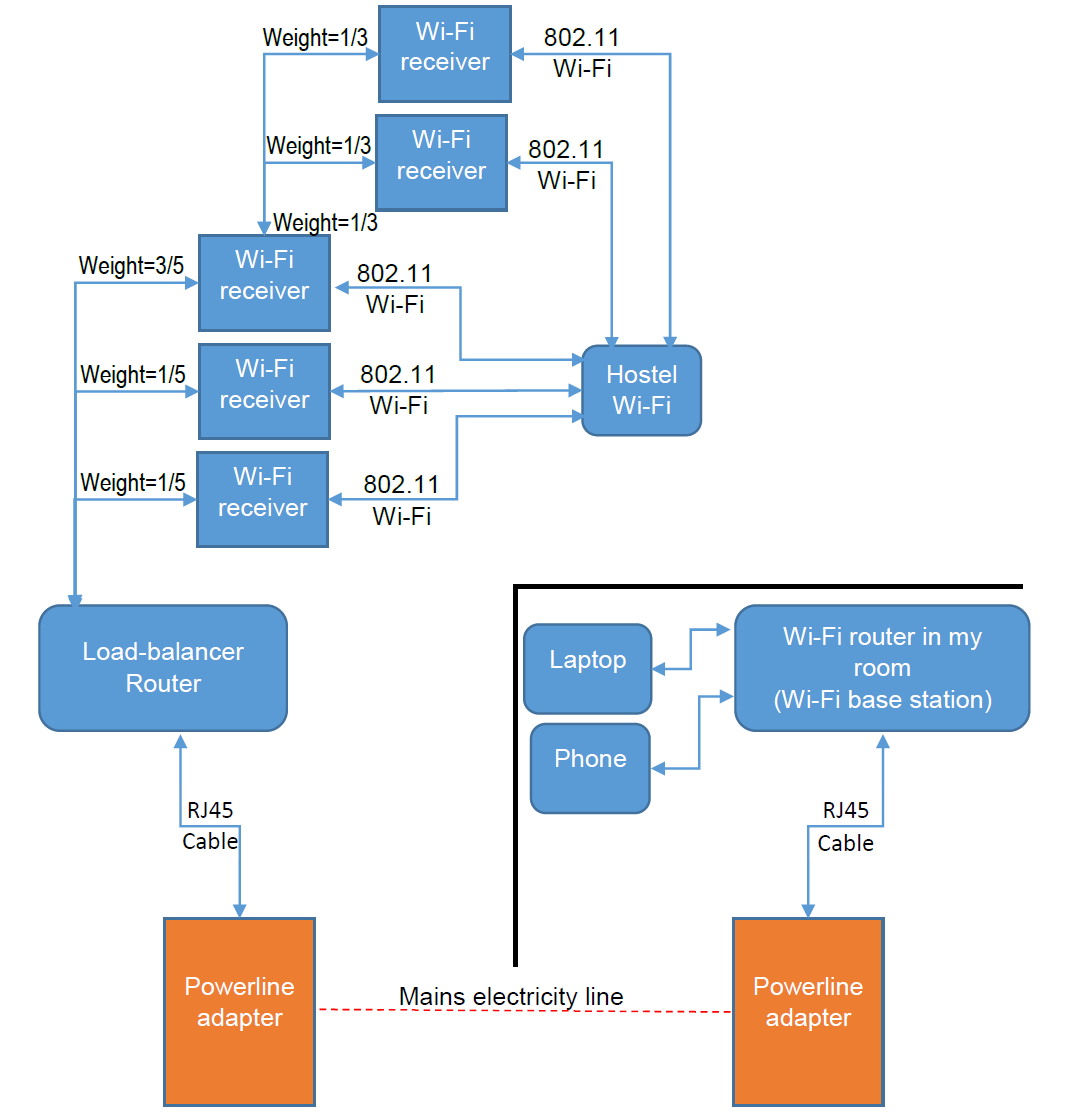 Weight=1/3
Wi-Fi
receiver
802.11
Wi-Fi
Weight=1/3
Wi-Fi
receiver
802.11
Wi-Fi
Weight=1/3
Weight=3/5
Wi-Fi
receiver
802.11
Wi-Fi
Weight=1/5
Wi-Fi
receiver
802.11
Wi-Fi
Hostel
Wi-Fi
Weight=1/5
Wi-Fi
receiver
802.11
Wi-Fi
Load-balancer
Router
Laptop
Phone
Wi-Fi router in my
room
(Wi-Fi base station)
RJ45
Cable
RJ45
Cable
Powerline
adapter
Mains electricity line
Powerline
adapter